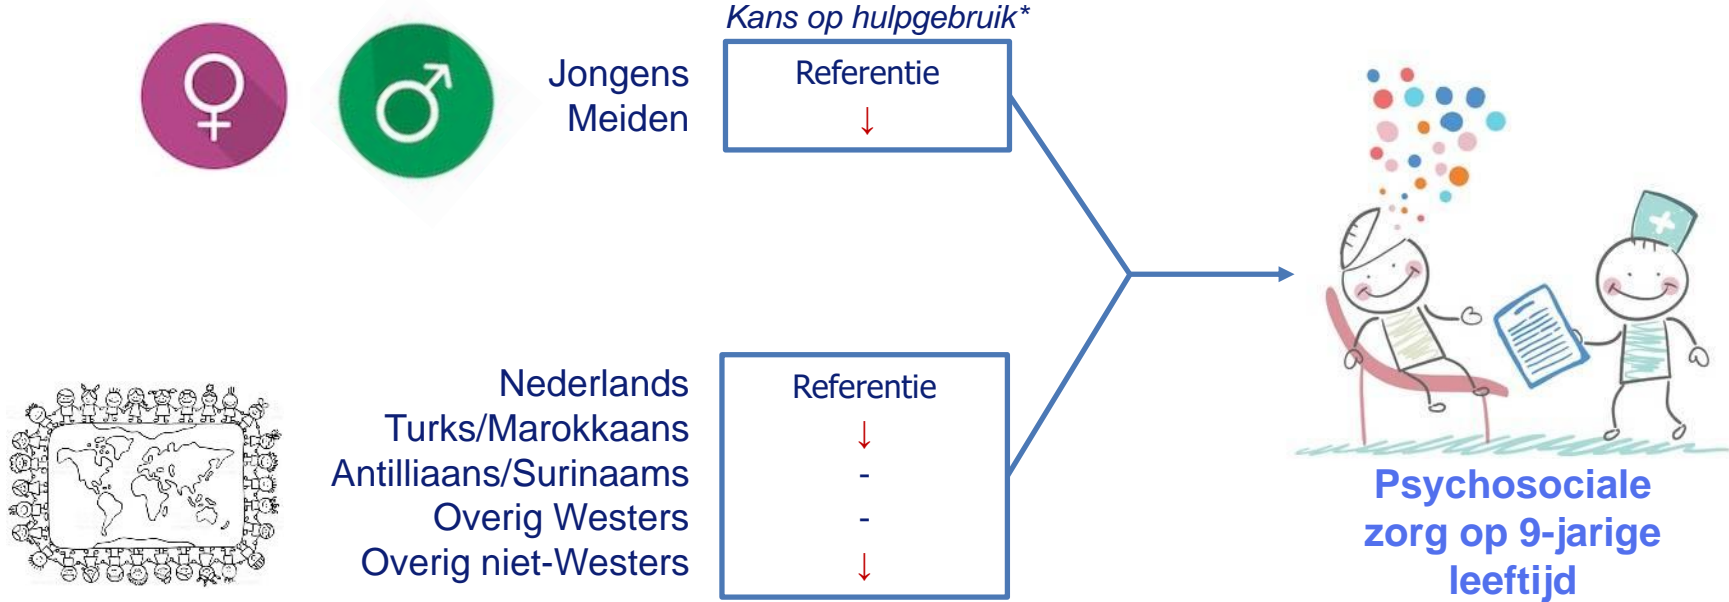 Kans op hulpgebruik*
Jongens Referentie
Meiden ↓
Nederlands Referentie
Turks/Marokkaans ↓
Antilliaans/Surinaams -
Overig Westers -
Overig niet-Westers ↓
Psychosociale
zorg op 9-jarige
leeftijd